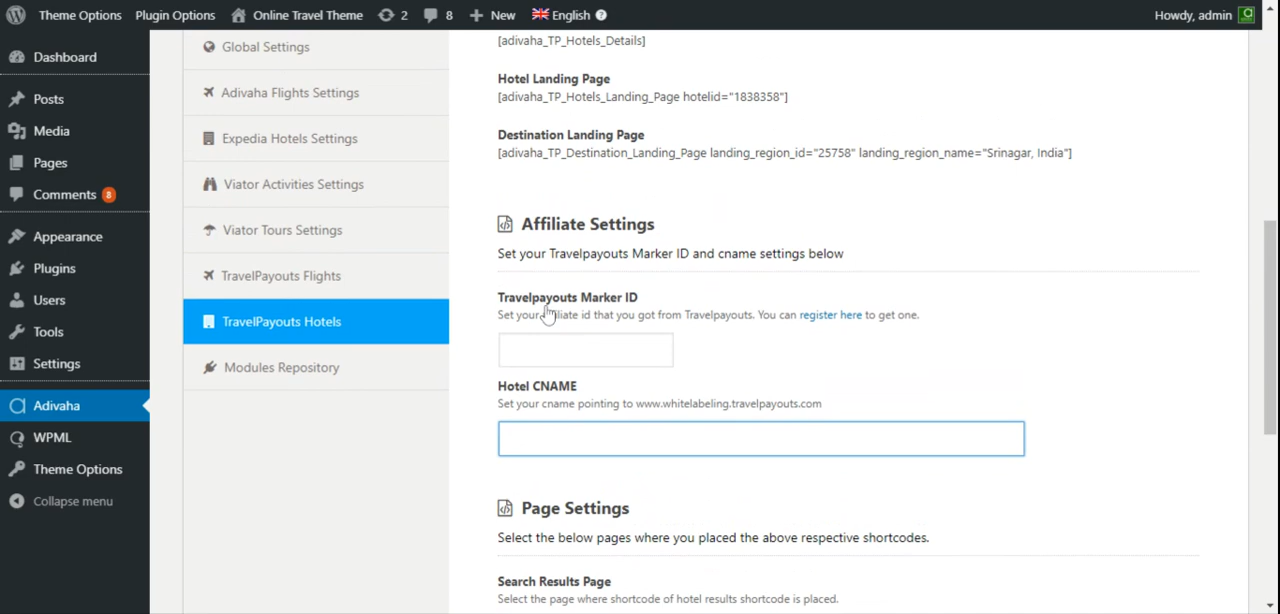 Theme Options Plugin Options Online Travel Theme 2 8 New English Howdy, admin
Dashboard
Posts
Media
Pages
Comments 8
Appearance
Plugins
Users
Tools
Settings
Adivaha
WPML
Theme Options
Collapse menu
Global Settings
Adivaha Flights Settings
Expedia Hotels Settings
Viator Activities Settings
Viator Tours Settings
TravelPayouts Flights
TravelPayouts Hotels
Modules Repository
[adivaha_TP_Hotels_Details]
Hotel Landing Page
[adivaha_TP_Hotels_Landing_Page hotelid="1838358"]
Destination Landing Page
[adivaha_TP_Destination_Landing_Page landing_region_id="25758" landing_region_name="Srinagar, India"]
Affiliate Settings
Set your Travelpayouts Marker ID and cname settings below
Travelpayouts Marker ID
Set your affiliate id that you got from Travelpayouts. You can register here to get one.
Hotel CNAME
Set your cname pointing to www.whitelabeling.travelpayouts.com
Page Settings
Select the below pages where you placed the above respective shortcodes.
Search Results Page
Select the page where shortcode of hotel results shortcode is placed.